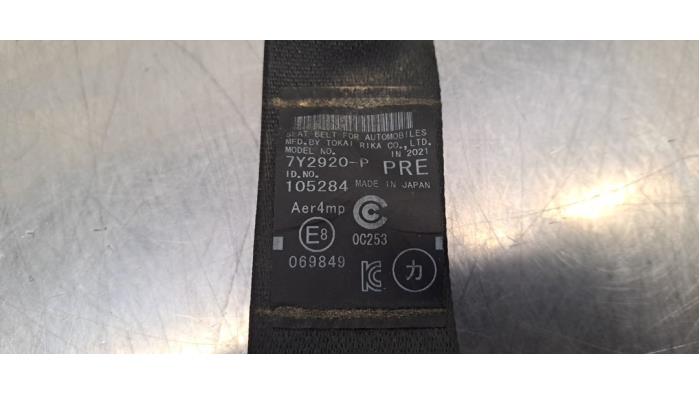 SEAT BELT FOR AUTOMOBILES
MFD.BY TOKAI RIKA CO.,LTD.
MODEL NO. IN 2021
7Y2920-P PRE
ID.NO.
105284 MADE IN JAPAN
Aer4mp
E8 0C253
069849
カ